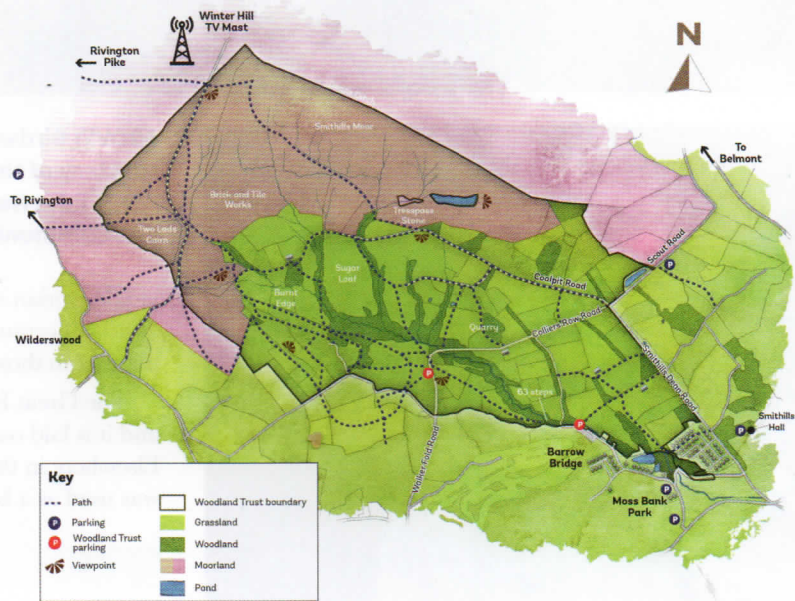 Winter Hill
TV Mast
Rivington
Pike
N
Smithills Moor
To
Belmont
P
To Rivington
Brick and Tile
Works
Trespass
Stone
Two Lads
Cairn
Scout Road
P
Sugar
Loaf
Coalpit Road
Burnt
Edge
Quarry
Colliers Row Road
Wilderswood
Smithills Dean Road
P
63 steps
P
Smithills
Hall
P
Walker Fold Road
Barrow
Bridge
Moss Bank
Park
P
P
Key
Path
P Parking
P Woodland Trust
parking
Viewpoint
Woodland Trust boundary
Grassland
Woodland
Moorland
Pond